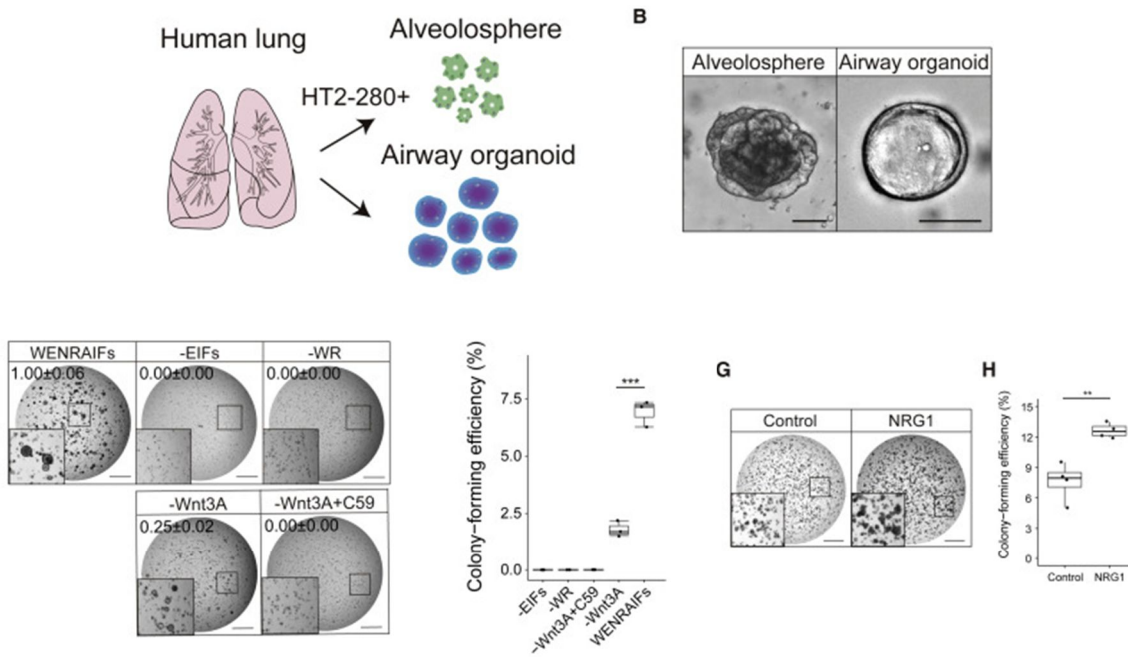 Human lung
Alveolosphere
HT2-280+
Airway organoid
B
Alveolosphere Airway organoid
WENRAIFs -EIFs -WR
1.00±0.06 0.00±0.00 0.00±0.00
-Wnt3A -Wnt3A+C59
0.25±0.02 0.00±0.00
Colony-forming efficiency (%)
7.5
5.0
2.5
0.0
***
-EIFs
-WR
-Wnt3A+C59
-Wnt3A
WENRAIFs
G
Control NRG1
H
Colony-forming efficiency (%)
15
12
9
6
3
0
**
Control NRG1